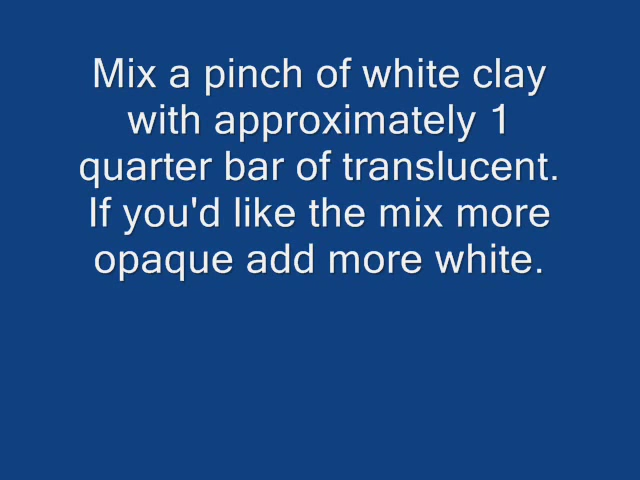 Mix a pinch of white clay
with approximately 1
quarter bar of translucent.
If you'd like the mix more
opaque add more white.